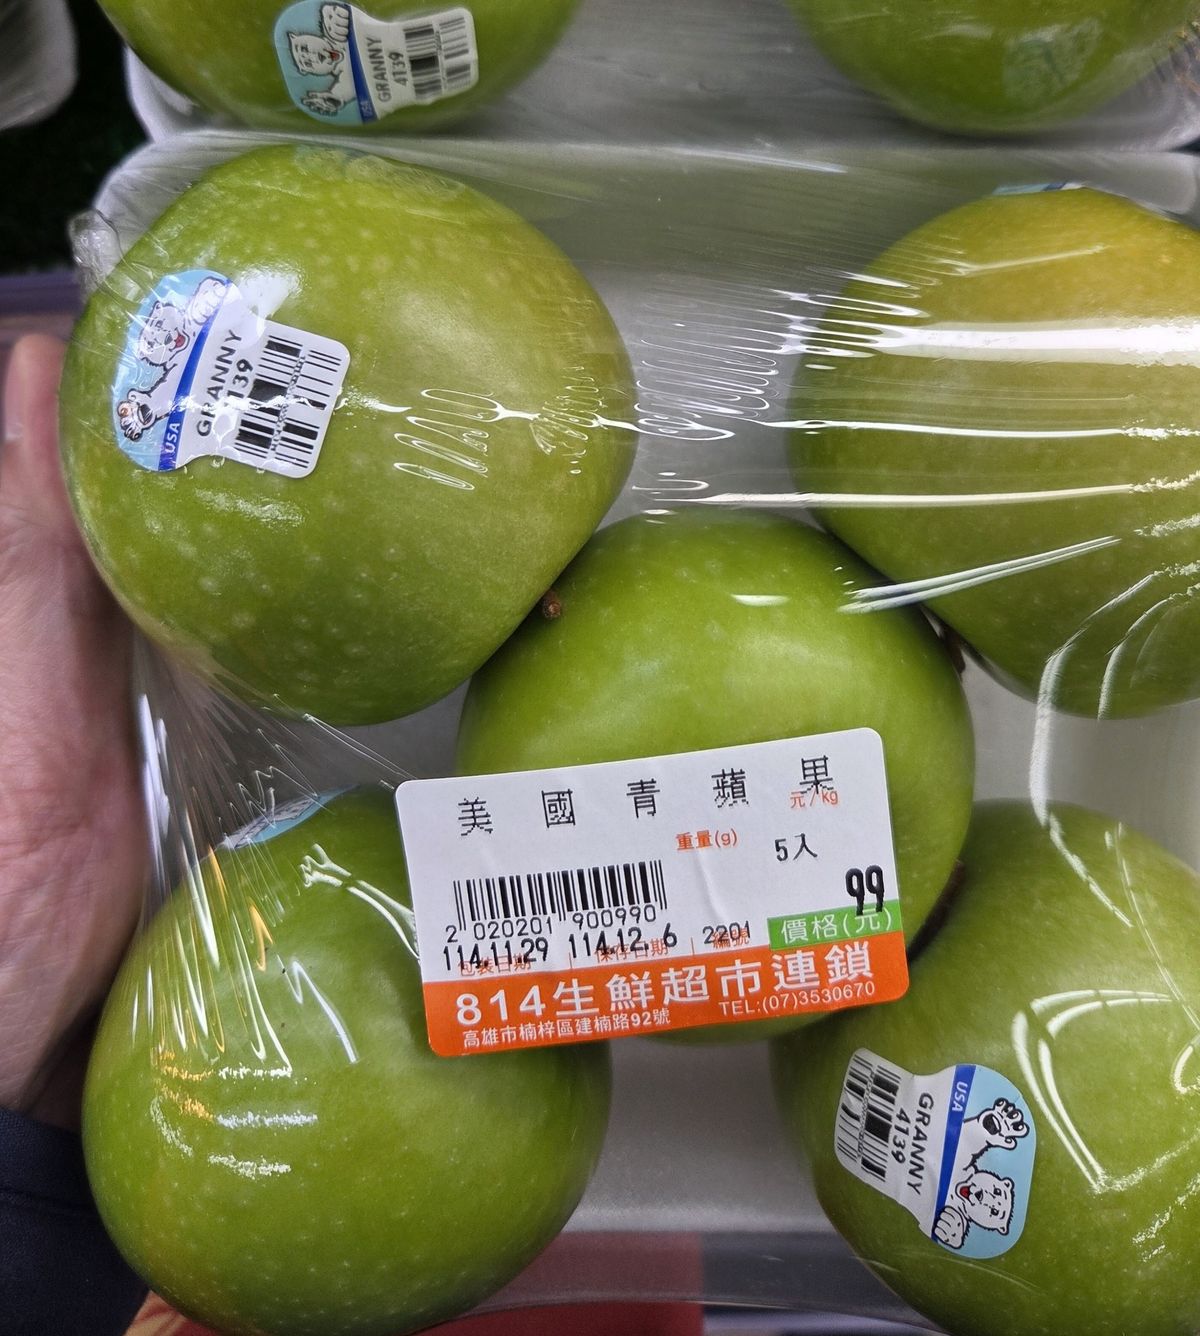 GRANNY
4139
USA
GRANNY
4139
USA
美國青蘋果
元/kg
重量(g)
5入
99
2 020201 900990
114.11.29 114.12. 6 2201
包裝日期 保存日期 編號
價格(元)
814生鮮超市連鎖
高雄市楠梓區建楠路92號
TEL:(07)3530670
USA
GRANNY
4139